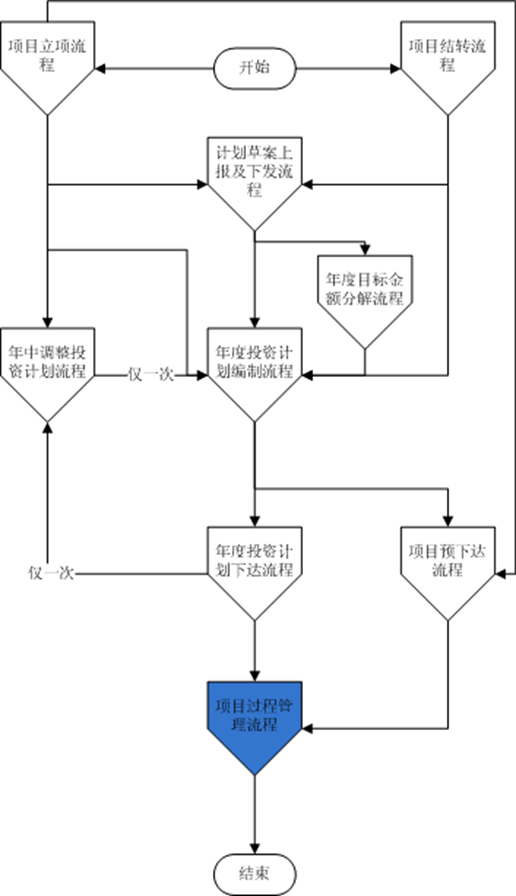 项目立项流
程
开始
项目结转流
程
计划草案上
报及下发流
程
年度目标金
额分解流程
年中调整投
资计划流程
仅一次
年度投资计
划编制流程
年度投资计
划下达流程
项目预下达
流程
仅一次
项目过程管
理流程
结束